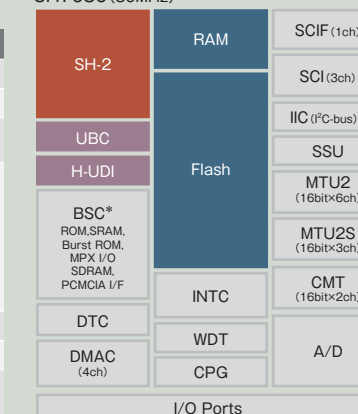 SH-2
UBC
H-UDI
BSC*
ROM,SRAM,
Burst ROM,
MPX I/O
SDRAM,
PCMCIA I/F
DTC
DMAC
(4ch)
RAM
Flash
INTC
WDT
CPG
SCIF (1ch)
SCI (3ch)
IIC (I²C-bus)
SSU
MTU2
(16bit×6ch)
MTU2S
(16bit×3ch)
CMT
(16bit×2ch)
A/D
I/O Ports